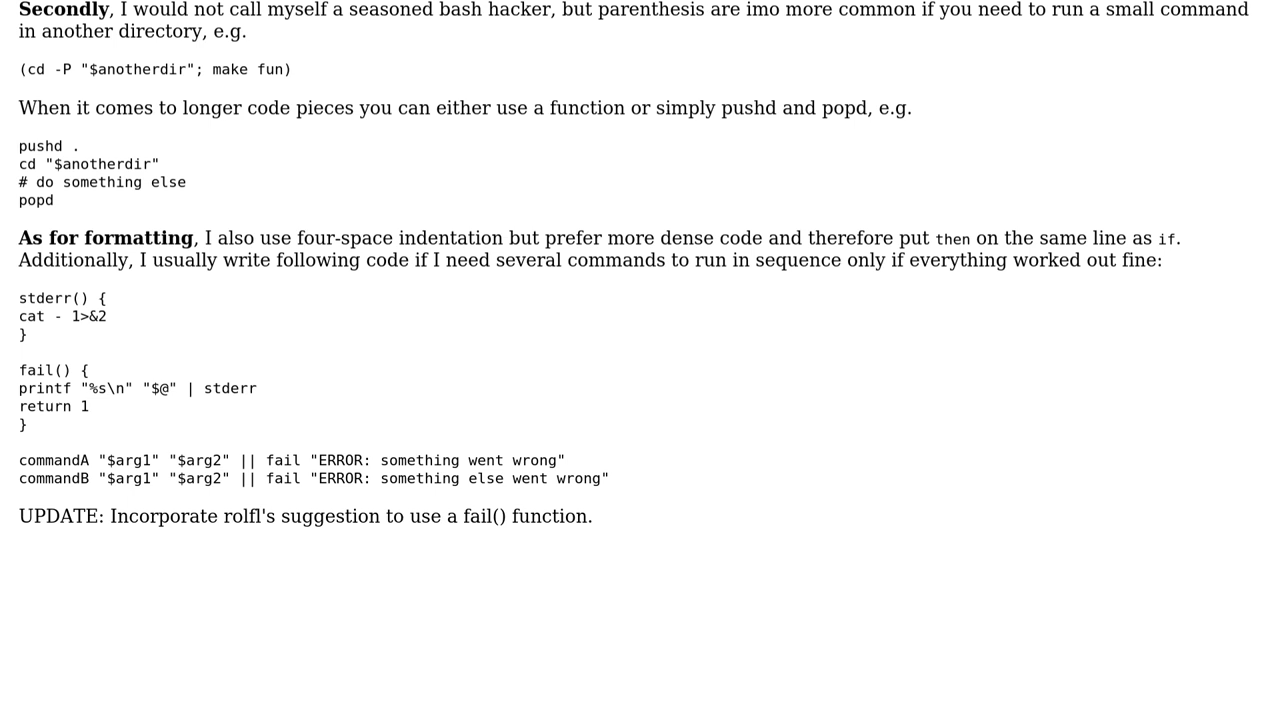 Secondly, I would not call myself a seasoned bash hacker, but parenthesis are imo more common if you need to run a small command
in another directory, e.g.
(cd -P "$anotherdir"; make fun)
When it comes to longer code pieces you can either use a function or simply pushd and popd, e.g.
pushd .
cd "$anotherdir"
# do something else
popd
As for formatting, I also use four-space indentation but prefer more dense code and therefore put then on the same line as if.
Additionally, I usually write following code if I need several commands to run in sequence only if everything worked out fine:
stderr() {
cat - 1>&2
}
fail() {
printf "%s\n" "$@" | stderr
return 1
}
commandA "$arg1" "$arg2" || fail "ERROR: something went wrong"
commandB "$arg1" "$arg2" || fail "ERROR: something else went wrong"
UPDATE: Incorporate rolfl's suggestion to use a fail() function.